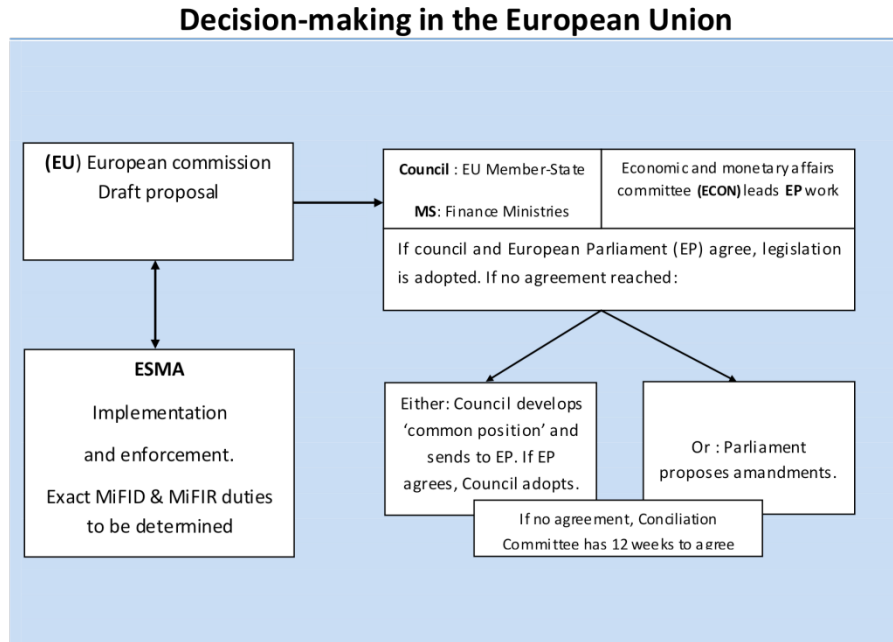 Decision-making in the European Union
(EU) European commission
Draft proposal
Council : EU Member-State
MS: Finance Ministries
Economic and monetary affairs
committee (ECON) leads EP work
If council and European Parliament (EP) agree, legislation
is adopted. If no agreement reached:
ESMA
Implementation
and enforcement.
Exact MiFID & MiFIR duties
to be determined
Either: Council develops
‘common position’ and
sends to EP. If EP
agrees, Council adopts.
Or : Parliament
proposes amandments.
If no agreement, Conciliation
Committee has 12 weeks to agree